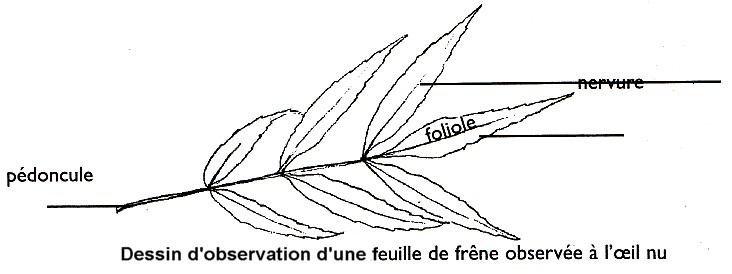 nervure
foliole
pédoncule
Dessin d'observation d'une feuille de frêne observée à l'œil nu